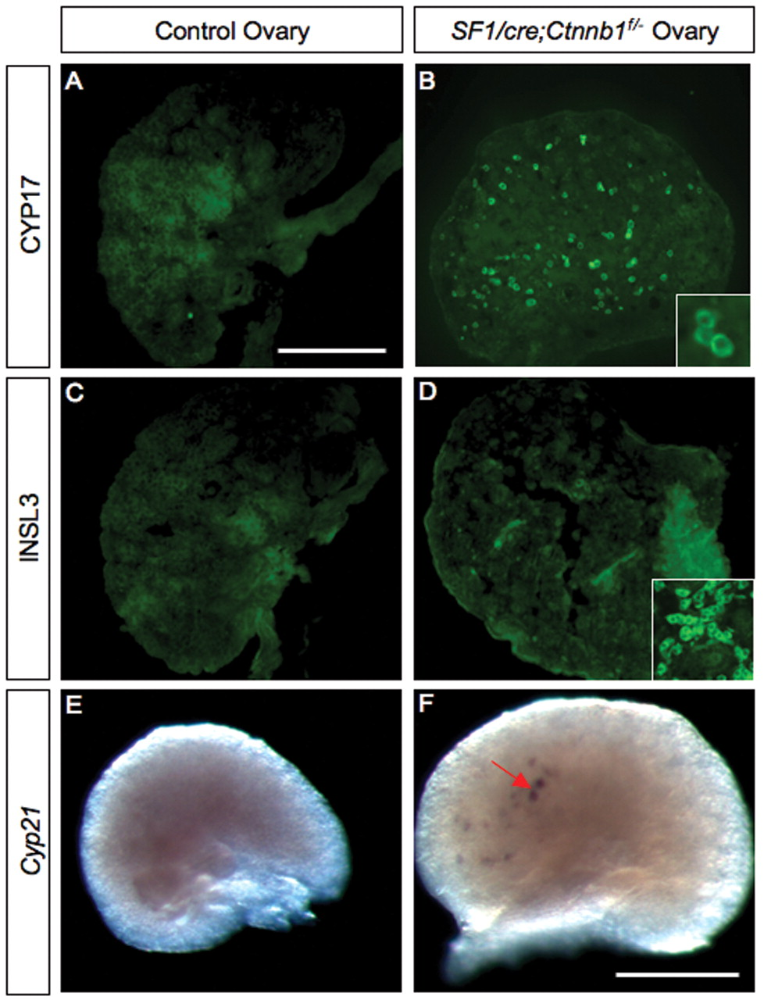 Control Ovary
SF1/cre;Ctnnb1f/- Ovary
CYP17
A
B
INSL3
C
D
Cyp21
E
F